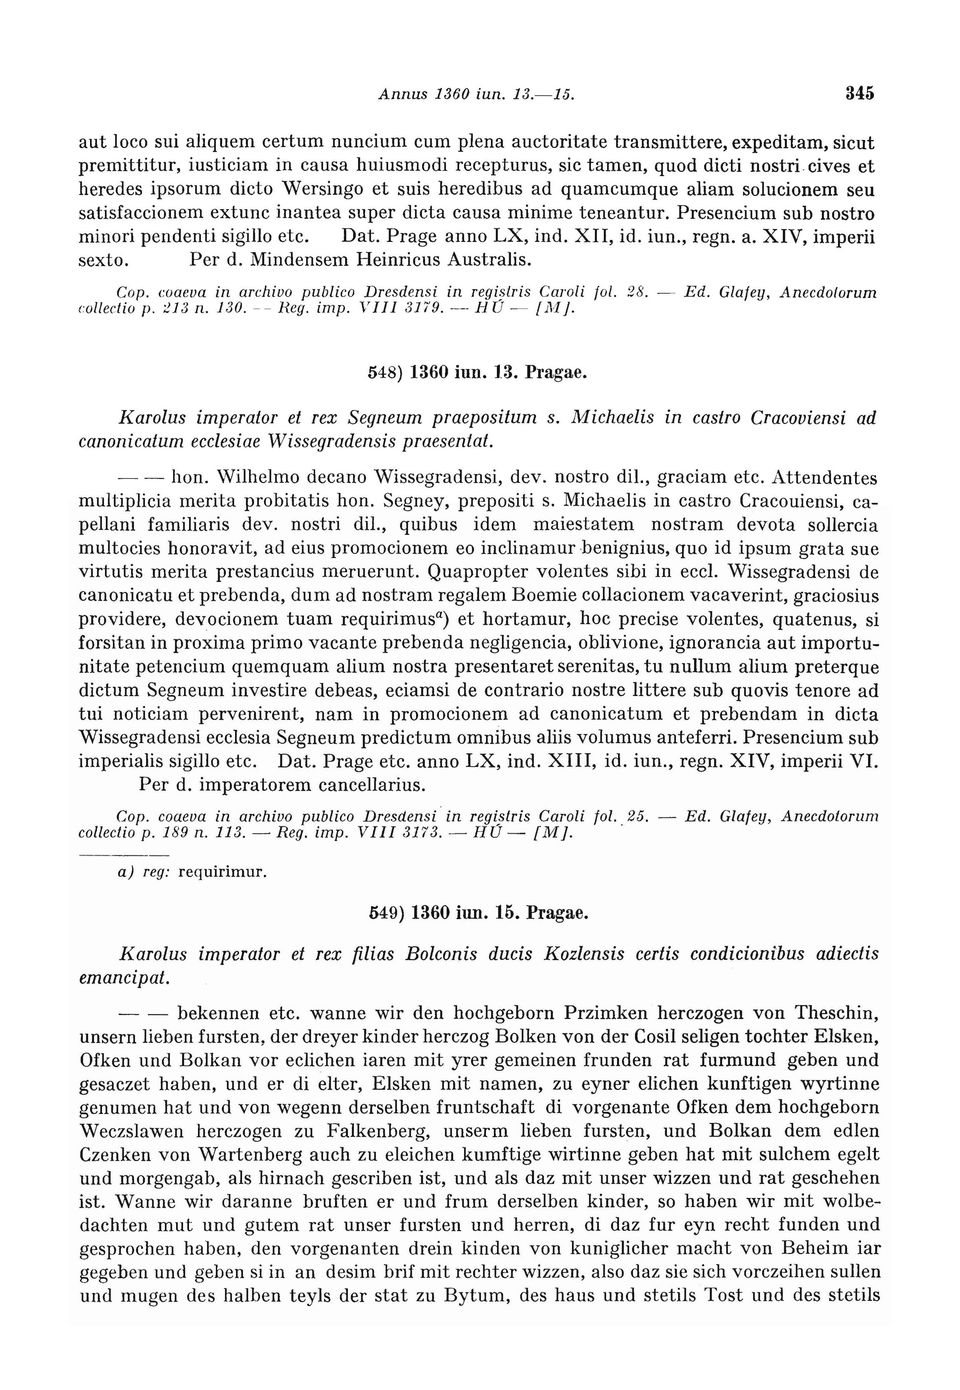 Annus 1360 iun. 13.—15. 345
aut loco sui aliquem certum nuncium cum plena auctoritate transmittere, expeditam, sicut
premittitur, iusticiam in causa huiusmodi recepturus, sic tamen, quod dicti nostri cives et
heredes ipsorum dicto Wersingo et suis heredibus ad quamcumque aliam solucionem seu
satisfaccionem extunc inantea super dicta causa minime teneantur. Presencium sub nostro
minori pendenti sigillo etc. Dat. Prage anno LX, ind. XII, id. iun., regn. a. XIV, imperii
sexto. Per d. Mindensem Heinricus Australis.
Cop. coaeva in archivo publico Dresdensi in registris Caroli fol. 28. — Ed. Glafey, Anecdotorum
collectio p. 213 n. 130. -- Reg. imp. VIII 3179. — HÚ — [M].
548) 1360 iun. 13. Pragae.
Karolus imperator et rex Segneum praepositum s. Michaelis in castro Cracoviensi ad
canonicatum ecclesiae Wissegradensis praesentat.
— — hon. Wilhelmo decano Wissegradensi, dev. nostro dil., graciam etc. Attendentes
multiplicia merita probitatis hon. Segney, prepositi s. Michaelis in castro Cracouiensi, ca-
pellani familiaris dev. nostri dil., quibus idem maiestatem nostram devota sollercia
multocies honoravit, ad eius promocionem eo inclinamur benignius, quo id ipsum grata sue
virtutis merita prestancius meruerunt. Quapropter volentes sibi in eccl. Wissegradensi de
canonicatu et prebenda, dum ad nostram regalem Boemie collacionem vacaverint, graciosius
providere, devocionem tuam requirimusa) et hortamur, hoc precise volentes, quatenus, si
forsitan in proxima primo vacante prebenda negligencia, oblivione, ignorancia aut importu-
nitate petencium quemquam alium nostra presentaret serenitas, tu nullum alium preterque
dictum Segneum investire debeas, eciamsi de contrario nostre littere sub quovis tenore ad
tui noticiam pervenirent, nam in promocionem ad canonicatum et prebendam in dicta
Wissegradensi ecclesia Segneum predictum omnibus aliis volumus anteferri. Presencium sub
imperialis sigillo etc. Dat. Prage etc. anno LX, ind. XIII, id. iun., regn. XIV, imperii VI.
Per d. imperatorem cancellarius.
Cop. coaeva in archivo publico Dresdensi in registris Caroli fol. 25. — Ed. Glafey, Anecdotorum
collectio p. 189 n. 113. — Reg. imp. VIII 3173. — HÚ — [M].
a) reg: requirimur.
549) 1360 iun. 15. Pragae.
Karolus imperator et rex filias Bolconis ducis Kozlensis certis condicionibus adiectis
emancipat.
— — bekennen etc. wanne wir den hochgeborn Przimken herczogen von Theschin,
unsern lieben fursten, der dreyer kinder herczog Bolken von der Cosil seligen tochter Elsken,
Ofken und Bolkan vor eclichen iaren mit yrer gemeinen frunden rat furmund geben und
gesaczet haben, und er di elter, Elsken mit namen, zu eyner elichen kunftigen wyrtinne
genumen hat und von wegenn derselben fruntschaft di vorgenante Ofken dem hochgeborn
Weczslawen herczogen zu Falkenberg, unserm lieben fursten, und Bolkan dem edlen
Czenken von Wartenberg auch zu eleichen kumftige wirtinne geben hat mit sulchem egelt
und morgengab, als hirnach gescriben ist, und als daz mit unser wizzen und rat geschehen
ist. Wanne wir daranne bruften er und frum derselben kinder, so haben wir mit wolbe-
dachten mut und gutem rat unser fursten und herren, di daz fur eyn recht funden und
gesprochen haben, den vorgenanten drein kinden von kuniglicher macht von Beheim iar
gegeben und geben si in an desim brif mit rechter wizzen, also daz sie sich vorczeihen sullen
und mugen des halben teyls der stat zu Bytum, des haus und stetils Tost und des stetils